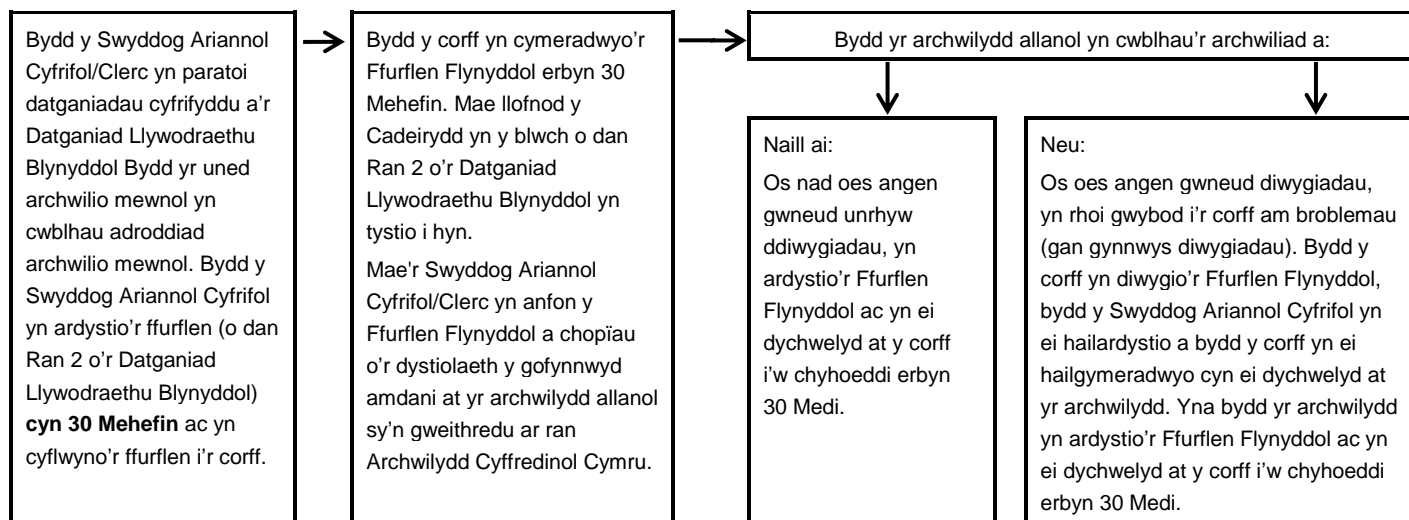 Bydd y Swyddog Ariannol
Cyfrifol/Clerc yn paratoi
datganiadau cyfrifyddu a'r
Datganiad Llywodraethu
Blynyddol Bydd yr uned
archwilio mewnol yn
cwblhau adroddiad
archwilio mewnol. Bydd y
Swyddog Ariannol Cyfrifol
yn ardystio'r ffurflen (o dan
Ran 2 o'r Datganiad
Llywodraethu Blynyddol)
cyn 30 Mehefin ac yn
cyflwyno'r ffurflen i'r corff.
Bydd y corff yn cymeradwyo'r
Ffurflen Flynyddol erbyn 30
Mehefin. Mae llofnod y
Cadeirydd yn y blwch o dan
Ran 2 o'r Datganiad
Llywodraethu Blynyddol yn
tystio i hyn.
Mae'r Swyddog Ariannol
Cyfrifol/Clerc yn anfon y
Ffurflen Flynyddol a chopïau
o'r dystiolaeth y gofynnwyd
amdani at yr archwilydd allanol
sy'n gweithredu ar ran
Archwilydd Cyffredinol Cymru.
Bydd yr archwilydd allanol yn cwblhau'r archwiliad a:
Naill ai:
Os nad oes angen
gwneud unrhyw
ddiwygiadau, yn
ardystio'r Ffurflen
Flynyddol ac yn ei
dychwelyd at y corff
i'w chyhoeddi erbyn
30 Medi.
Neu:
Os oes angen gwneud diwygiadau,
yn rhoi gwybod i'r corff am broblemau
(gan gynnwys diwygiadau). Bydd y
corff yn diwygio'r Ffurflen Flynyddol,
bydd y Swyddog Ariannol Cyfrifol yn
ei hailardystio a bydd y corff yn ei
hailgymeradwyo cyn ei dychwelyd at
yr archwilydd. Yna bydd yr archwilydd
yn ardystio'r Ffurflen Flynyddol ac yn
ei dychwelyd at y corff i'w chyhoeddi
erbyn 30 Medi.